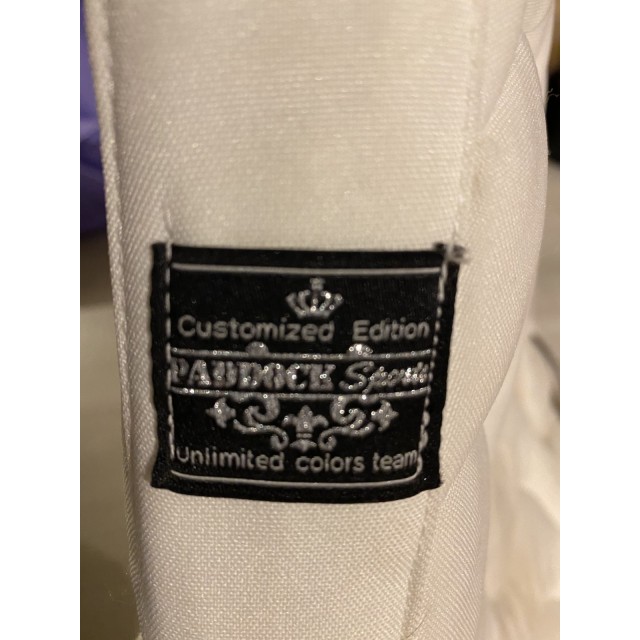 Customized Edition
PADDOCK Sports
Unlimited colors team